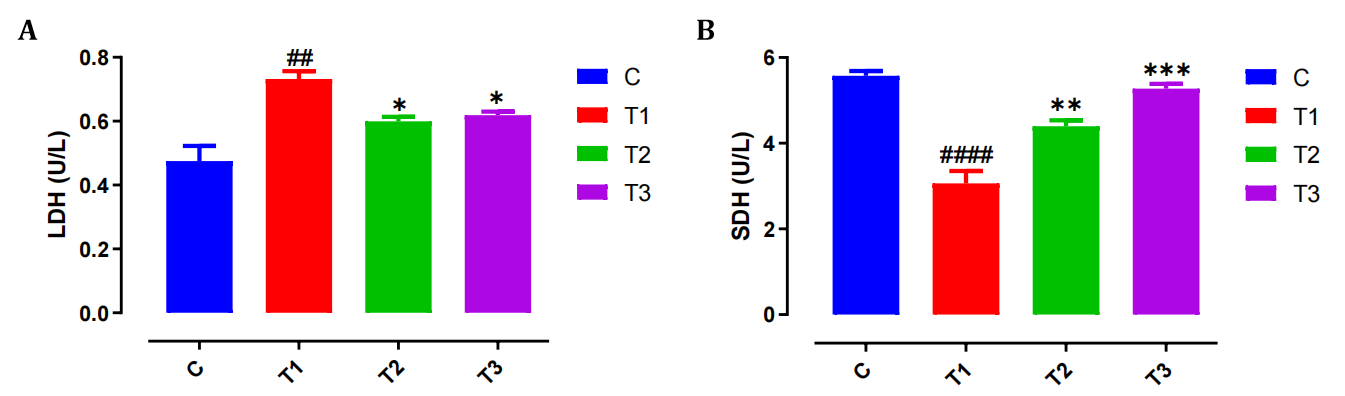 A
LDH (U/L)
0.8
0.6
0.4
0.2
0.0
##
*
*
C
T1
T2
T3
C
T1
T2
T3
B
SDH (U/L)
6
4
2
0
####
**
***
C
T1
T2
T3
C
T1
T2
T3